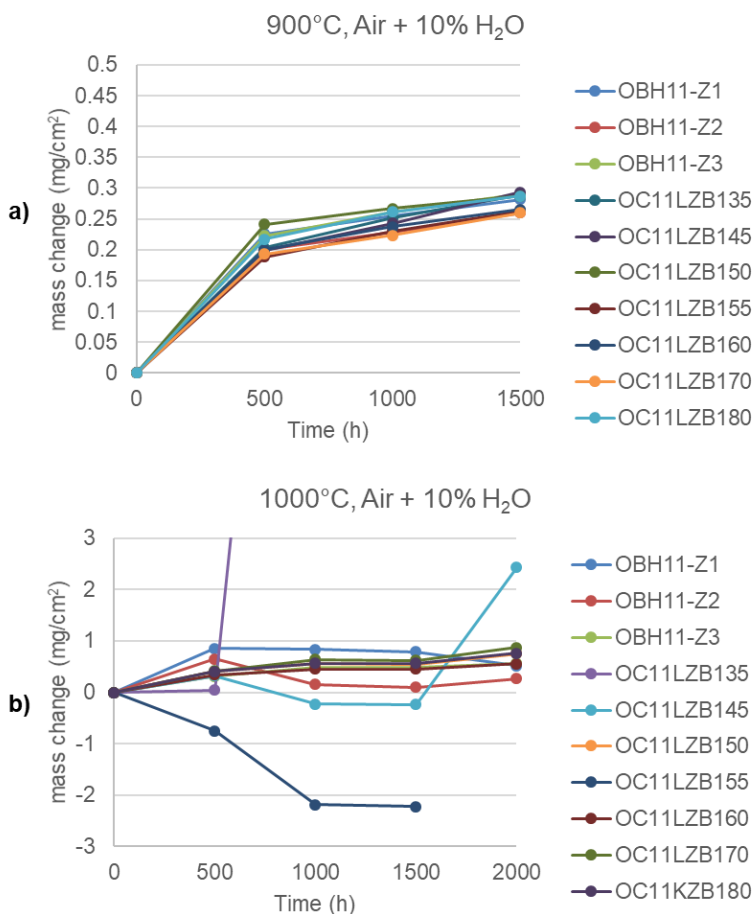 900°C, Air + 10% H₂O
a)
mass change (mg/cm²)
0.5
0.45
0.4
0.35
0.3
0.25
0.2
0.15
0.1
0.05
0
0 500 1000 1500
Time (h)
OBH11-Z1
OBH11-Z2
OBH11-Z3
OC11LZB135
OC11LZB145
OC11LZB150
OC11LZB155
OC11LZB160
OC11LZB170
OC11LZB180
1000°C, Air + 10% H₂O
b)
mass change (mg/cm²)
3
2
1
0
-1
-2
-3
0 500 1000 1500 2000
Time (h)
OBH11-Z1
OBH11-Z2
OBH11-Z3
OC11LZB135
OC11LZB145
OC11LZB150
OC11LZB155
OC11LZB160
OC11LZB170
OC11KZB180